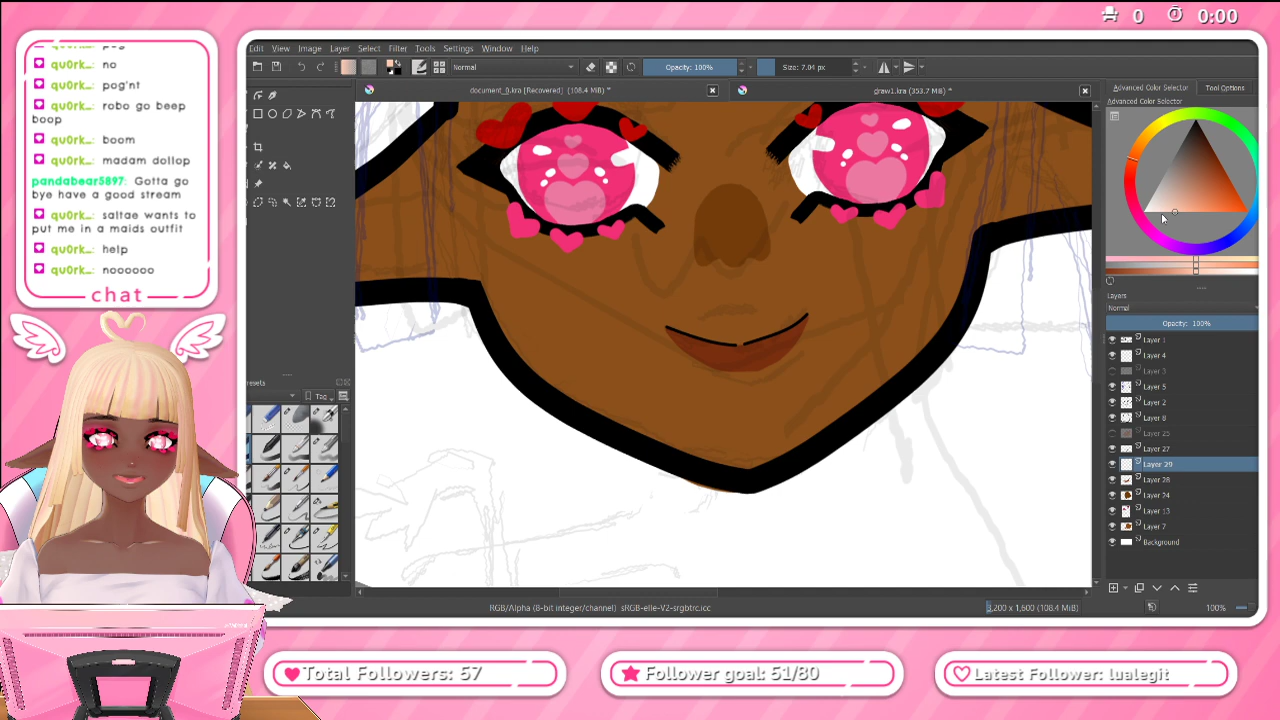 0 0:00
qu0rk_: pog
qu0rk_: no
qu0rk_: pog'nt
qu0rk_: robo go beep
boop
qu0rk_: boom
qu0rk_: madam dollop
pandabear5897: Gotta go
bye have a good stream
qu0rk_: saltae wants to
put me in a maids outfit
qu0rk_: help
qu0rk_: noooooo
chat
Edit View Image Layer Select Filter Tools Settings Window Help
Normal Opacity: 100% Size: 7.04 px
[Recovered] (108.4 MiB) *
draw1.kra (353.7 MiB) *
Advanced Color Selector Tool Options
Advanced Color Selector
Layers
Normal
Opacity: 100%
Layer 1
Layer 4
Layer 3
Layer 5
Layer 2
Layer 8
Layer 25
Layer 27
Layer 29
Layer 28
Layer 24
Layer 13
Layer 7
Background
resets
Tag
RGB/Alpha (8-bit integer/channel) sRGB-elle-V2-srgbtrc.icc
3,200 x 1,600 (108.4 MiB)
100%
Total Followers: 57
Follower goal: 51/80
Latest Follower: lualegit